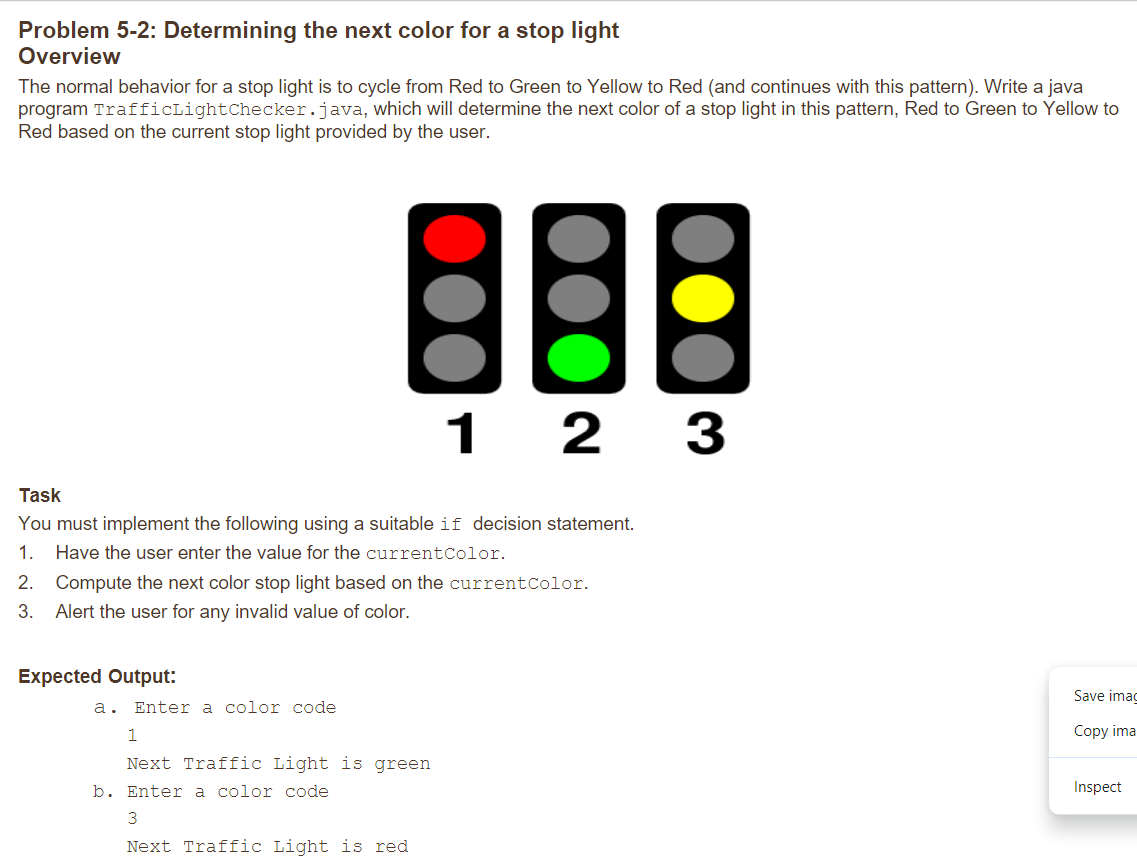 Problem 5-2: Determining the next color for a stop light
Overview
The normal behavior for a stop light is to cycle from Red to Green to Yellow to Red (and continues with this pattern). Write a java
program TrafficLightChecker.java, which will determine the next color of a stop light in this pattern, Red to Green to Yellow to
Red based on the current stop light provided by the user.
1 2 3
Task
You must implement the following using a suitable if decision statement.
1. Have the user enter the value for the currentColor.
2. Compute the next color stop light based on the currentColor.
3. Alert the user for any invalid value of color.
Expected Output:
a. Enter a color code
1
Next Traffic Light is green
b. Enter a color code
3
Next Traffic Light is red
Save imag
Copy ima
Inspect